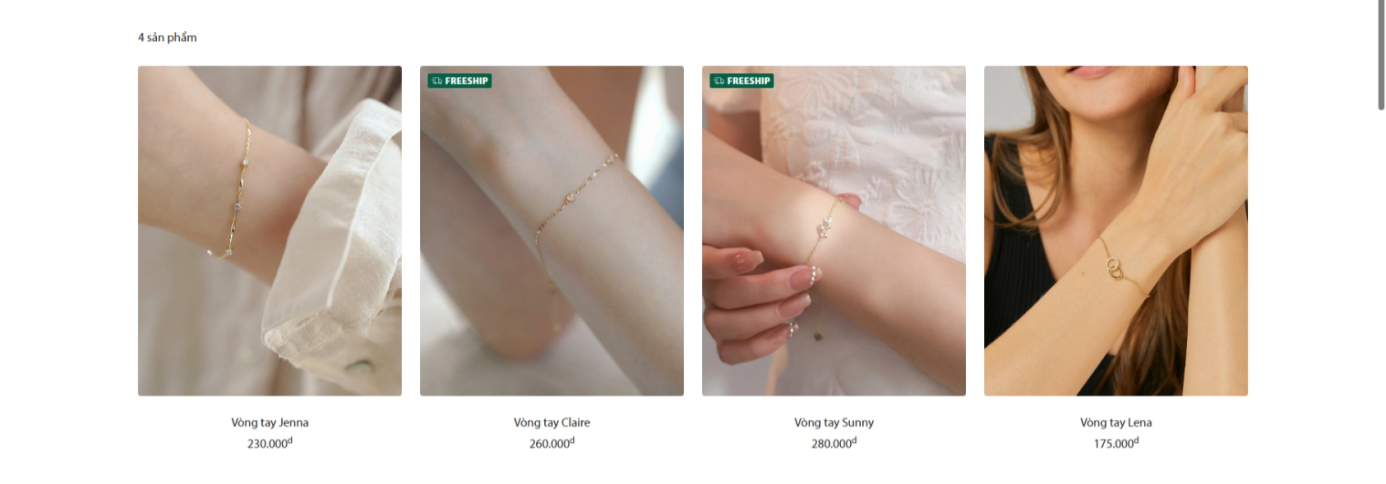 4 sản phẩm
FREESHIP
FREESHIP
Vòng tay Jenna
230.000đ
Vòng tay Claire
260.000đ
Vòng tay Sunny
280.000đ
Vòng tay Lena
175.000đ